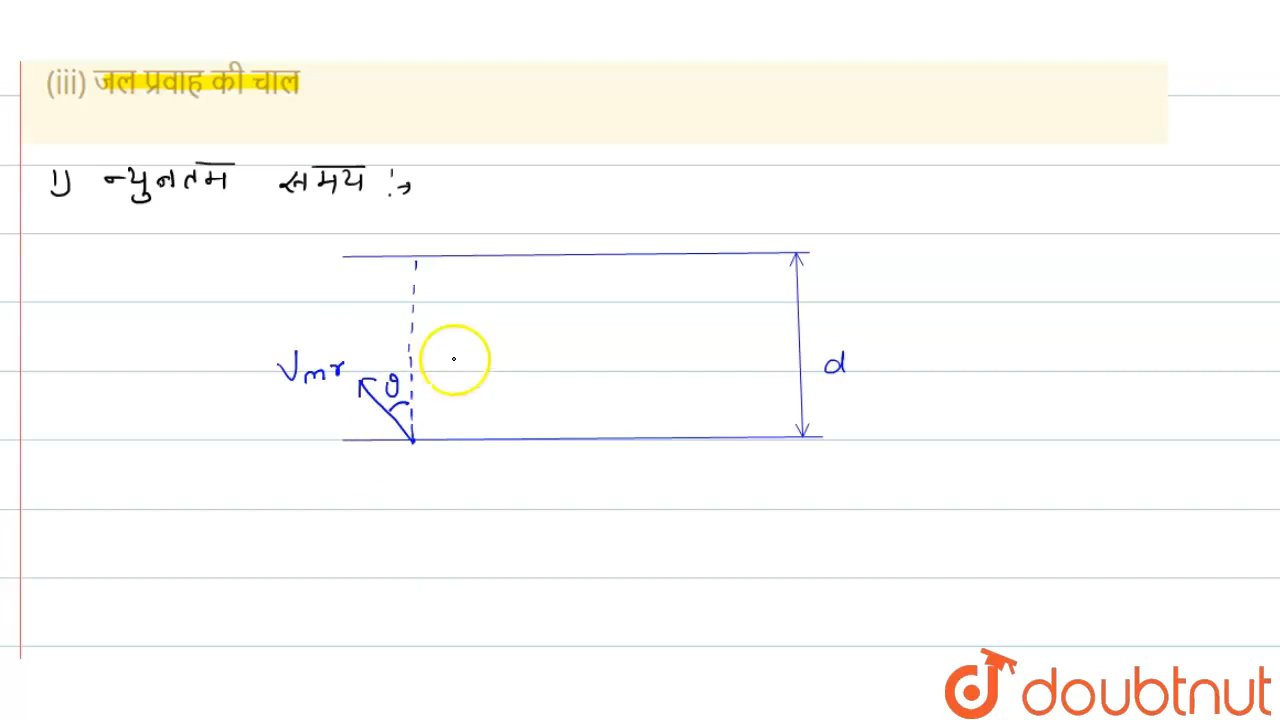 (iii) जल प्रवाह की चाल
1) न्युनतम समय :→
Vmr θ
d
doubtnut